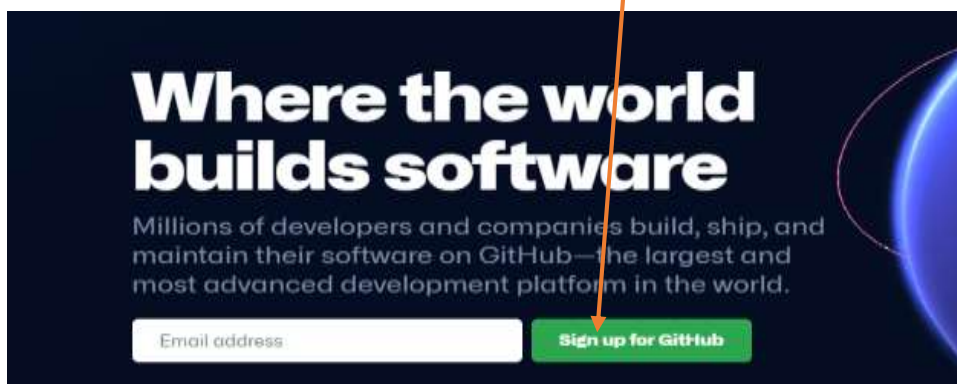 Where the world
builds software
Millions of developers and companies build, ship, and
maintain their software on GitHub—the largest and
most advanced development platform in the world.
Email address
Sign up for GitHub